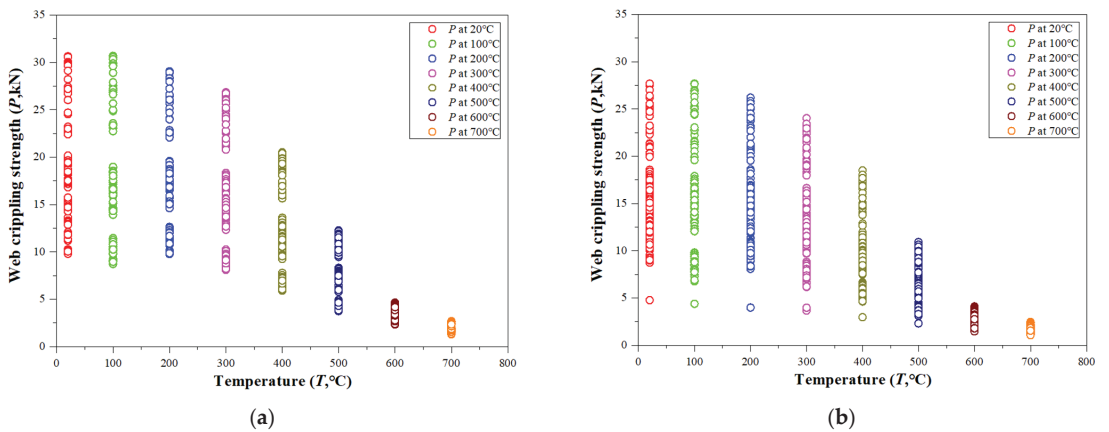 35
30
25
20
15
10
5
0
Web crippling strength (P,kN)
P at 20°C
P at 100°C
P at 200°C
P at 300°C
P at 400°C
P at 500°C
P at 600°C
P at 700°C
0 100 200 300 400 500 600 700 800
Temperature (T,°C)
(a)
35
30
25
20
15
10
5
0
Web crippling strength (P,kN)
P at 20°C
P at 100°C
P at 200°C
P at 300°C
P at 400°C
P at 500°C
P at 600°C
P at 700°C
0 100 200 300 400 500 600 700 800
Temperature (T,°C)
(b)